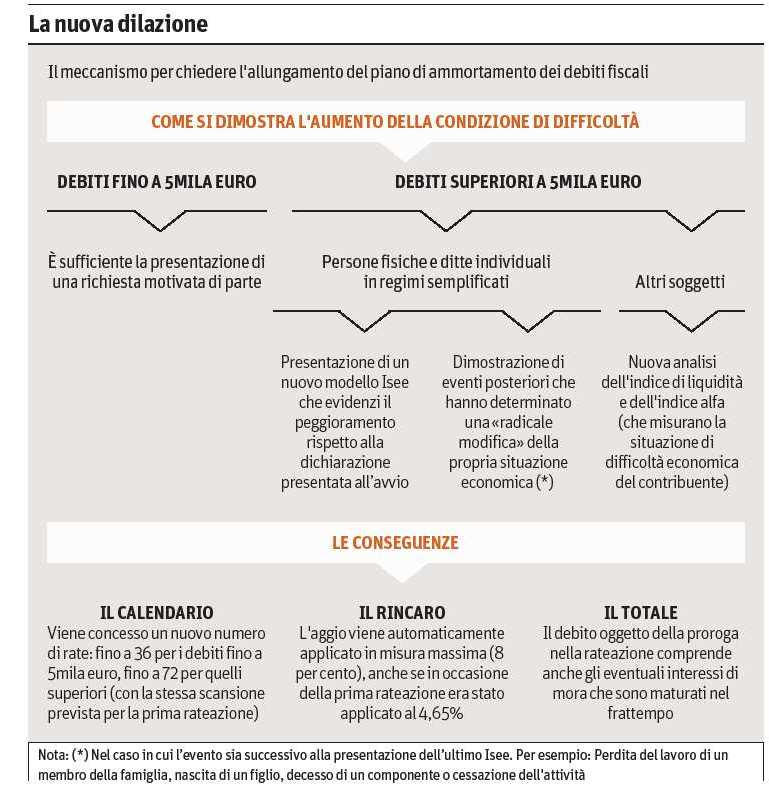 La nuova dilazione
Il meccanismo per chiedere l'allungamento del piano di ammortamento dei debiti fiscali
COME SI DIMOSTRA L'AUMENTO DELLA CONDIZIONE DI DIFFICOLTÀ
DEBITI FINO A 5MILA EURO
È sufficiente la presentazione di
una richiesta motivata di parte
DEBITI SUPERIORI A 5MILA EURO
Persone fisiche e ditte individuali
in regimi semplificati
Presentazione di un
nuovo modello Isee
che evidenzi il
peggioramento
rispetto alla
dichiarazione
presentata all'avvio
Dimostrazione di
eventi posteriori che
hanno determinato
una «radicale
modifica» della
propria situazione
economica (*)
Altri soggetti
Nuova analisi
dell'indice di liquidità
e dell'indice alfa
(che misurano la
situazione di
difficoltà economica
del contribuente)
LE CONSEGUENZE
IL CALENDARIO
Viene concesso un nuovo numero
di rate: fino a 36 per i debiti fino a
5mila euro, fino a 72 per quelli
superiori (con la stessa scansione
prevista per la prima rateazione)
IL RINCARO
L'aggio viene automaticamente
applicato in misura massima (8
per cento), anche se in occasione
della prima rateazione era stato
applicato al 4,65%
IL TOTALE
Il debito oggetto della proroga
nella rateazione comprende
anche gli eventuali interessi di
mora che sono maturati nel
frattempo
Nota: (*) Nel caso in cui l'evento sia successivo alla presentazione dell'ultimo Isee. Per esempio: Perdita del lavoro di un
membro della famiglia, nascita di un figlio, decesso di un componente o cessazione dell'attività